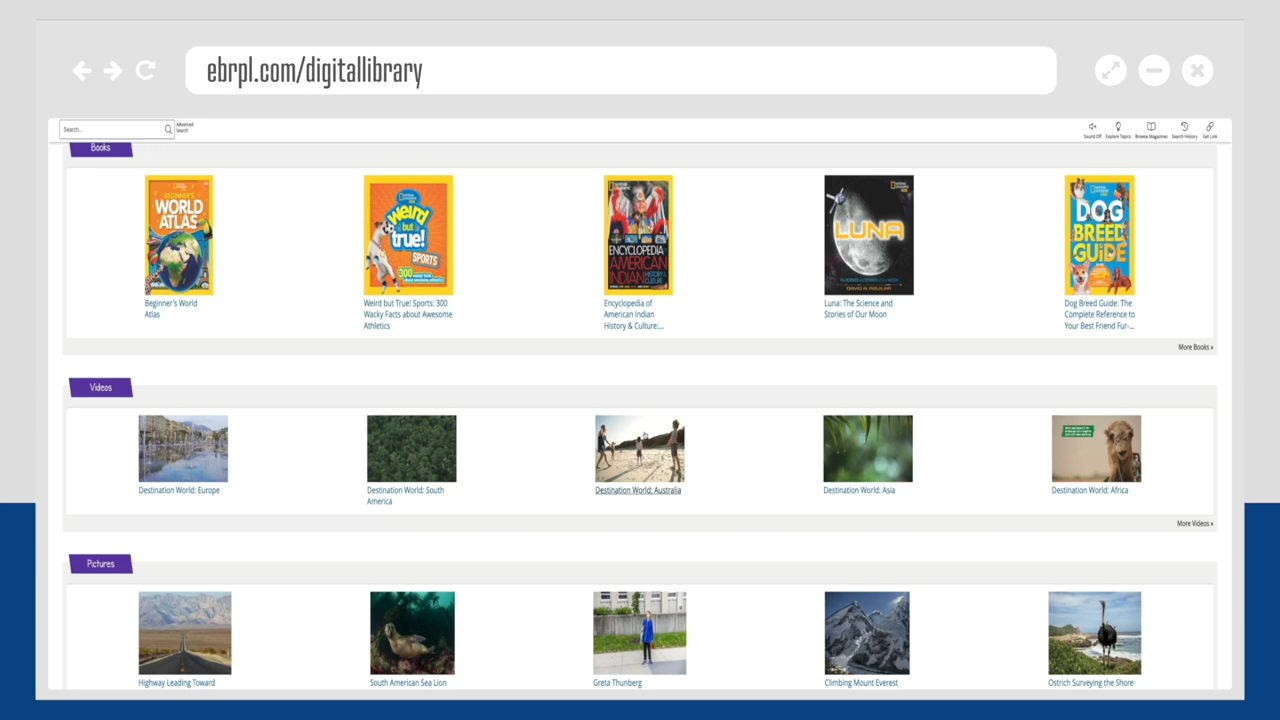 ebrpl.com/digitallibrary
Search...
Advanced
Search
Sound Off
Explore Topics
Browse Magazines
Search History
Get Link
Books
BEGINNER'S
WORLD
ATLAS
weird
but
true!
SPORTS
300
ENCYCLOPEDIA
AMERICAN
INDIAN
HISTORY &
CULTURE
LUNA
DAVID A. AGUILAR
DOG
BREED
GUIDE
Beginner's World
Atlas
Weird but True! Sports: 300
Wacky Facts about Awesome
Athletics
Encyclopedia of
American Indian
History & Culture:...
Luna: The Science and
Stories of Our Moon
Dog Breed Guide: The
Complete Reference to
Your Best Friend Fur-...
More Books »
Videos
Destination World: Europe
Destination World: South
America
Destination World: Australia
Destination World: Asia
Destination World: Africa
More Videos »
Pictures
Highway Leading Toward
South American Sea Lion
Greta Thunberg
Climbing Mount Everest
Ostrich Surveying the Shore